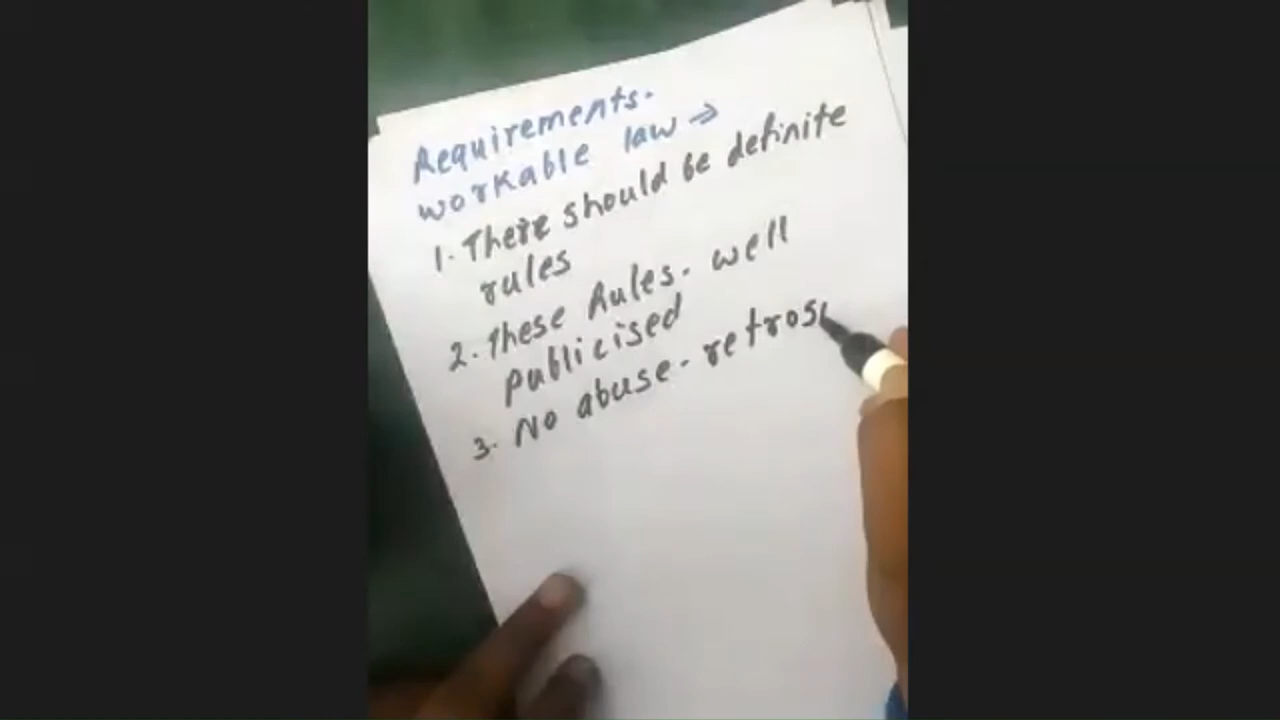 Requirements.
workable law ⇒
1. There should be definite
rules
2. These Rules. well
publicised
3. No abuse - retros